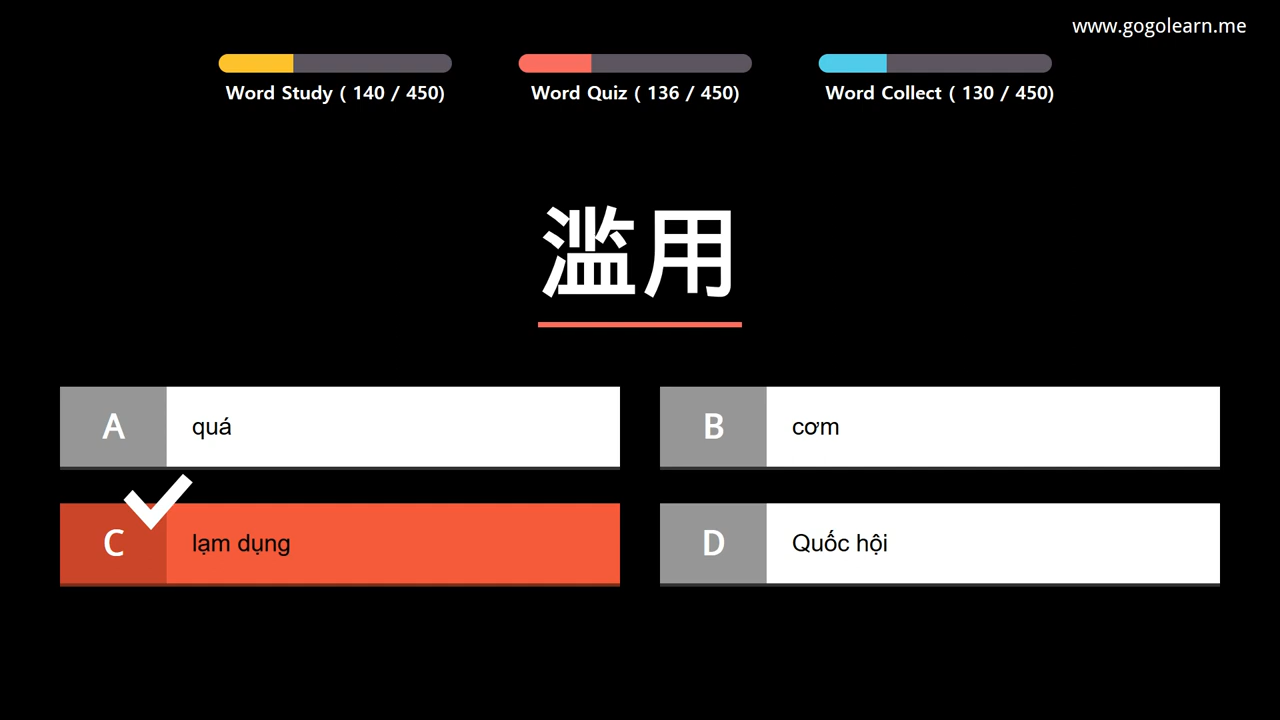 www.gogolearn.me
Word Study ( 140 / 450)
Word Quiz ( 136 / 450)
Word Collect ( 130 / 450)
滥用
A quá
B cơm
C lạm dụng
D Quốc hội